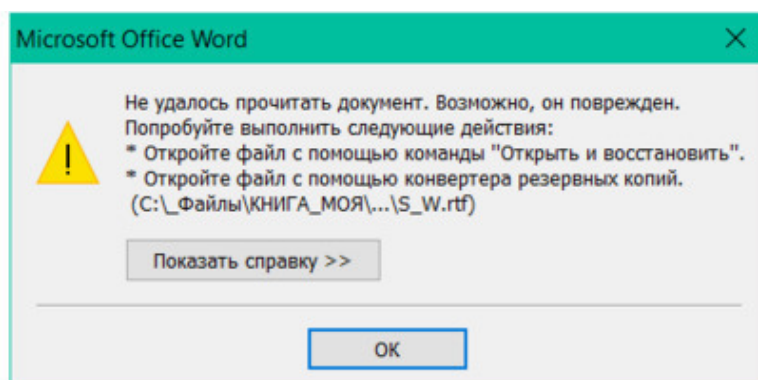 Microsoft Office Word
Не удалось прочитать документ. Возможно, он поврежден.
Попробуйте выполнить следующие действия:
* Откройте файл с помощью команды "Открыть и восстановить".
* Откройте файл с помощью конвертера резервных копий.
(C:\_Файлы\КНИГА_МОЯ\...\S_W.rtf)
Показать справку >>
ОК